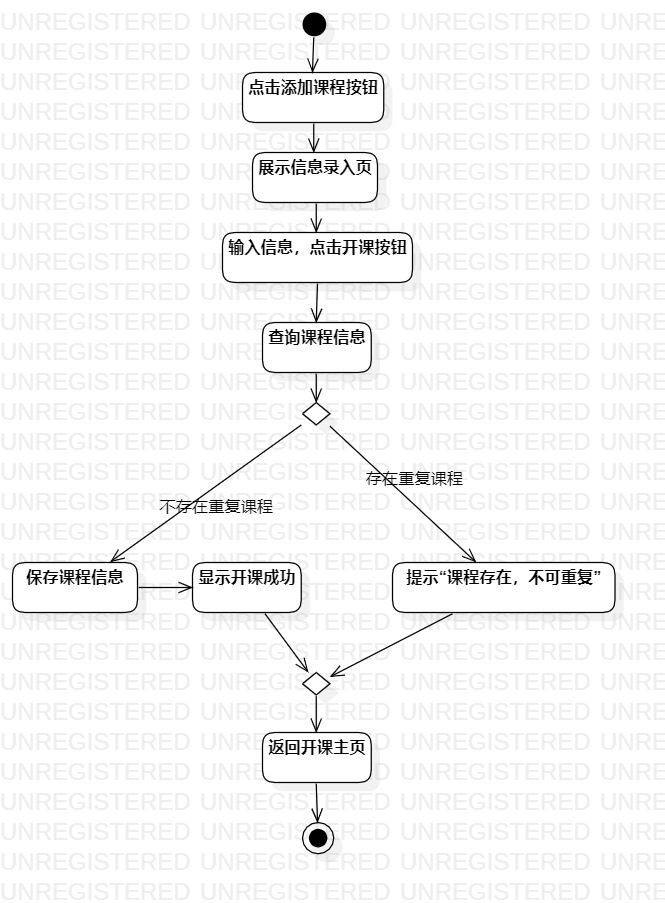 点击添加课程按钮
展示信息录入页
输入信息，点击开课按钮
查询课程信息
存在重复课程
不存在重复课程
保存课程信息
显示开课成功
提示“课程存在，不可重复”
返回开课主页
UNREGISTERED